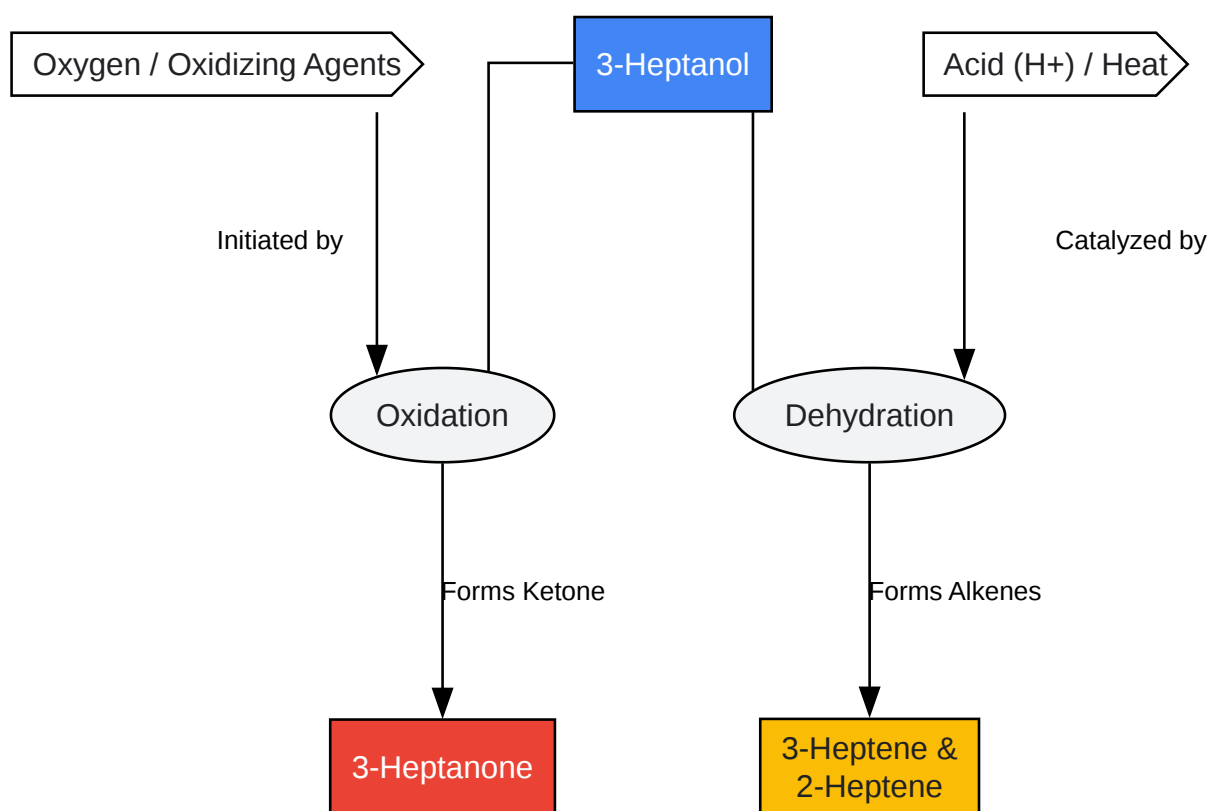 Oxygen / Oxidizing Agents
3-Heptanol
Acid (H+) / Heat
Initiated by
Catalyzed by
Oxidation
Dehydration
Forms Ketone
Forms Alkenes
3-Heptanone
3-Heptene &
2-Heptene